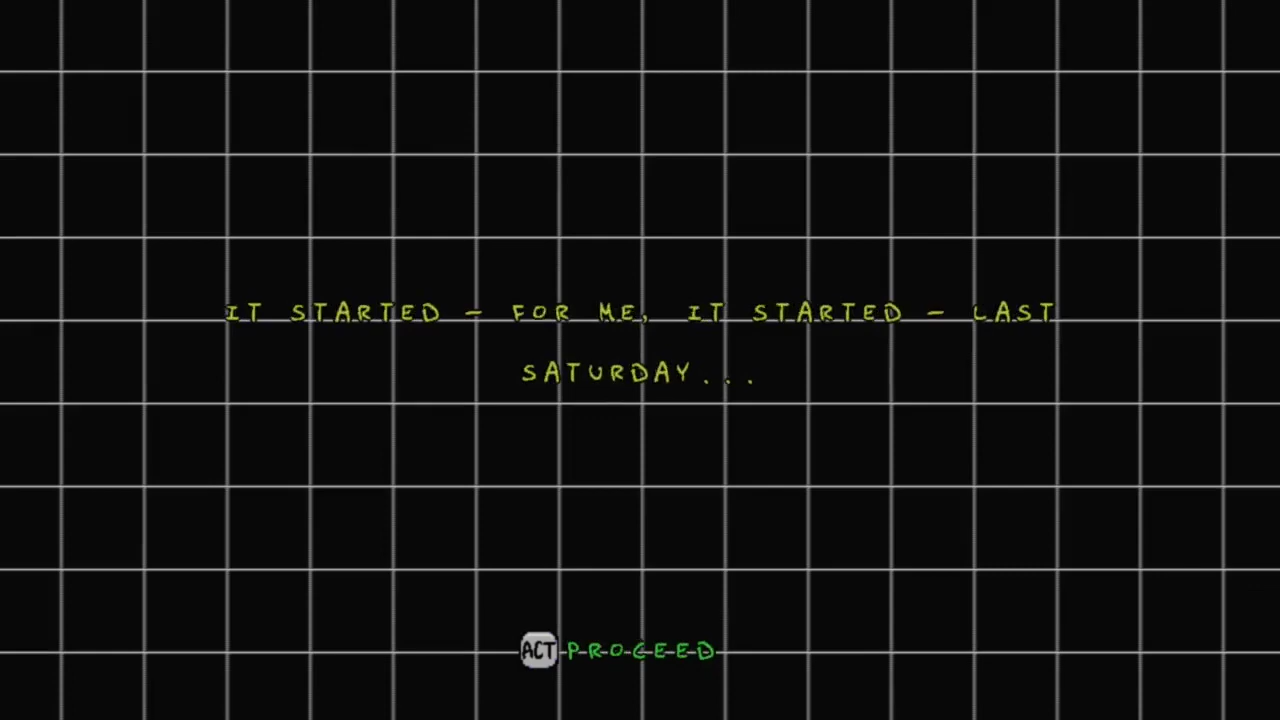 IT STARTED - FOR ME, IT STARTED - LAST
SATURDAY...
ACT PROCEED